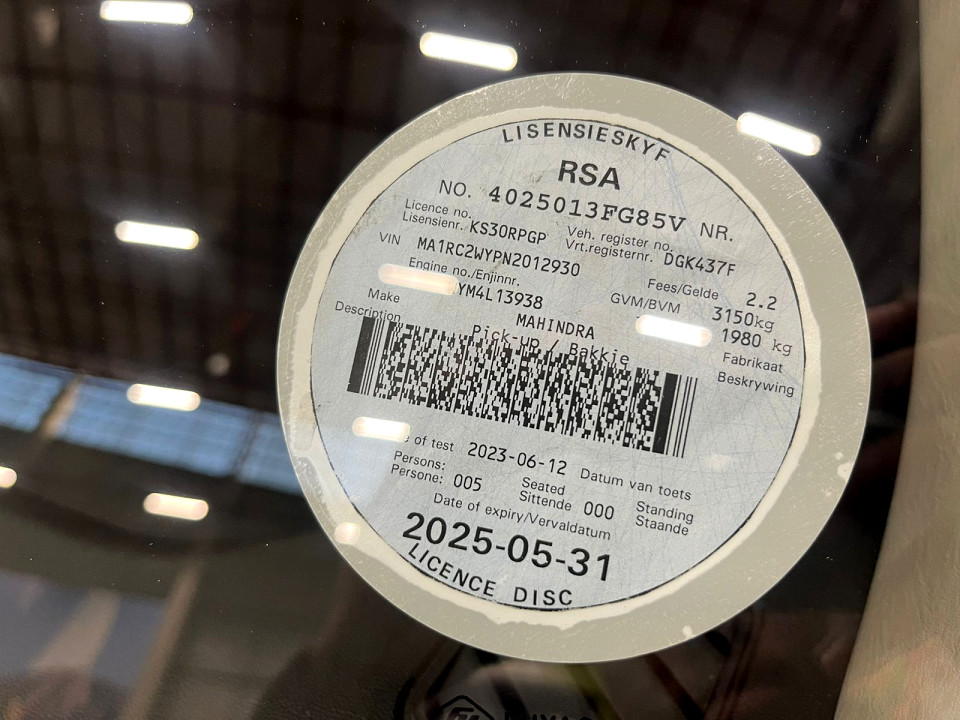 LISENSIESKYF
RSA
NO. 4025013FG85V NR.
Licence no. Veh. register no.
Lisensienr. KS30RPGP Vrt.registernr. DGK437F
VIN MA1RC2WYPN2012930
Engine no./Enjinnr. Fees/Gelde 2.2
YM4L13938 GVM/BVM 3150kg
1980 kg
Make MAHINDRA Fabrikaat
Description Pick-up / Bakkie Beskrywing
of test 2023-06-12 Datum van toets
Persons: Seated Standing
Persone: 005 Sittende 000 Staande
Date of expiry/Vervaldatum
2025-05-31
LICENCE DISC